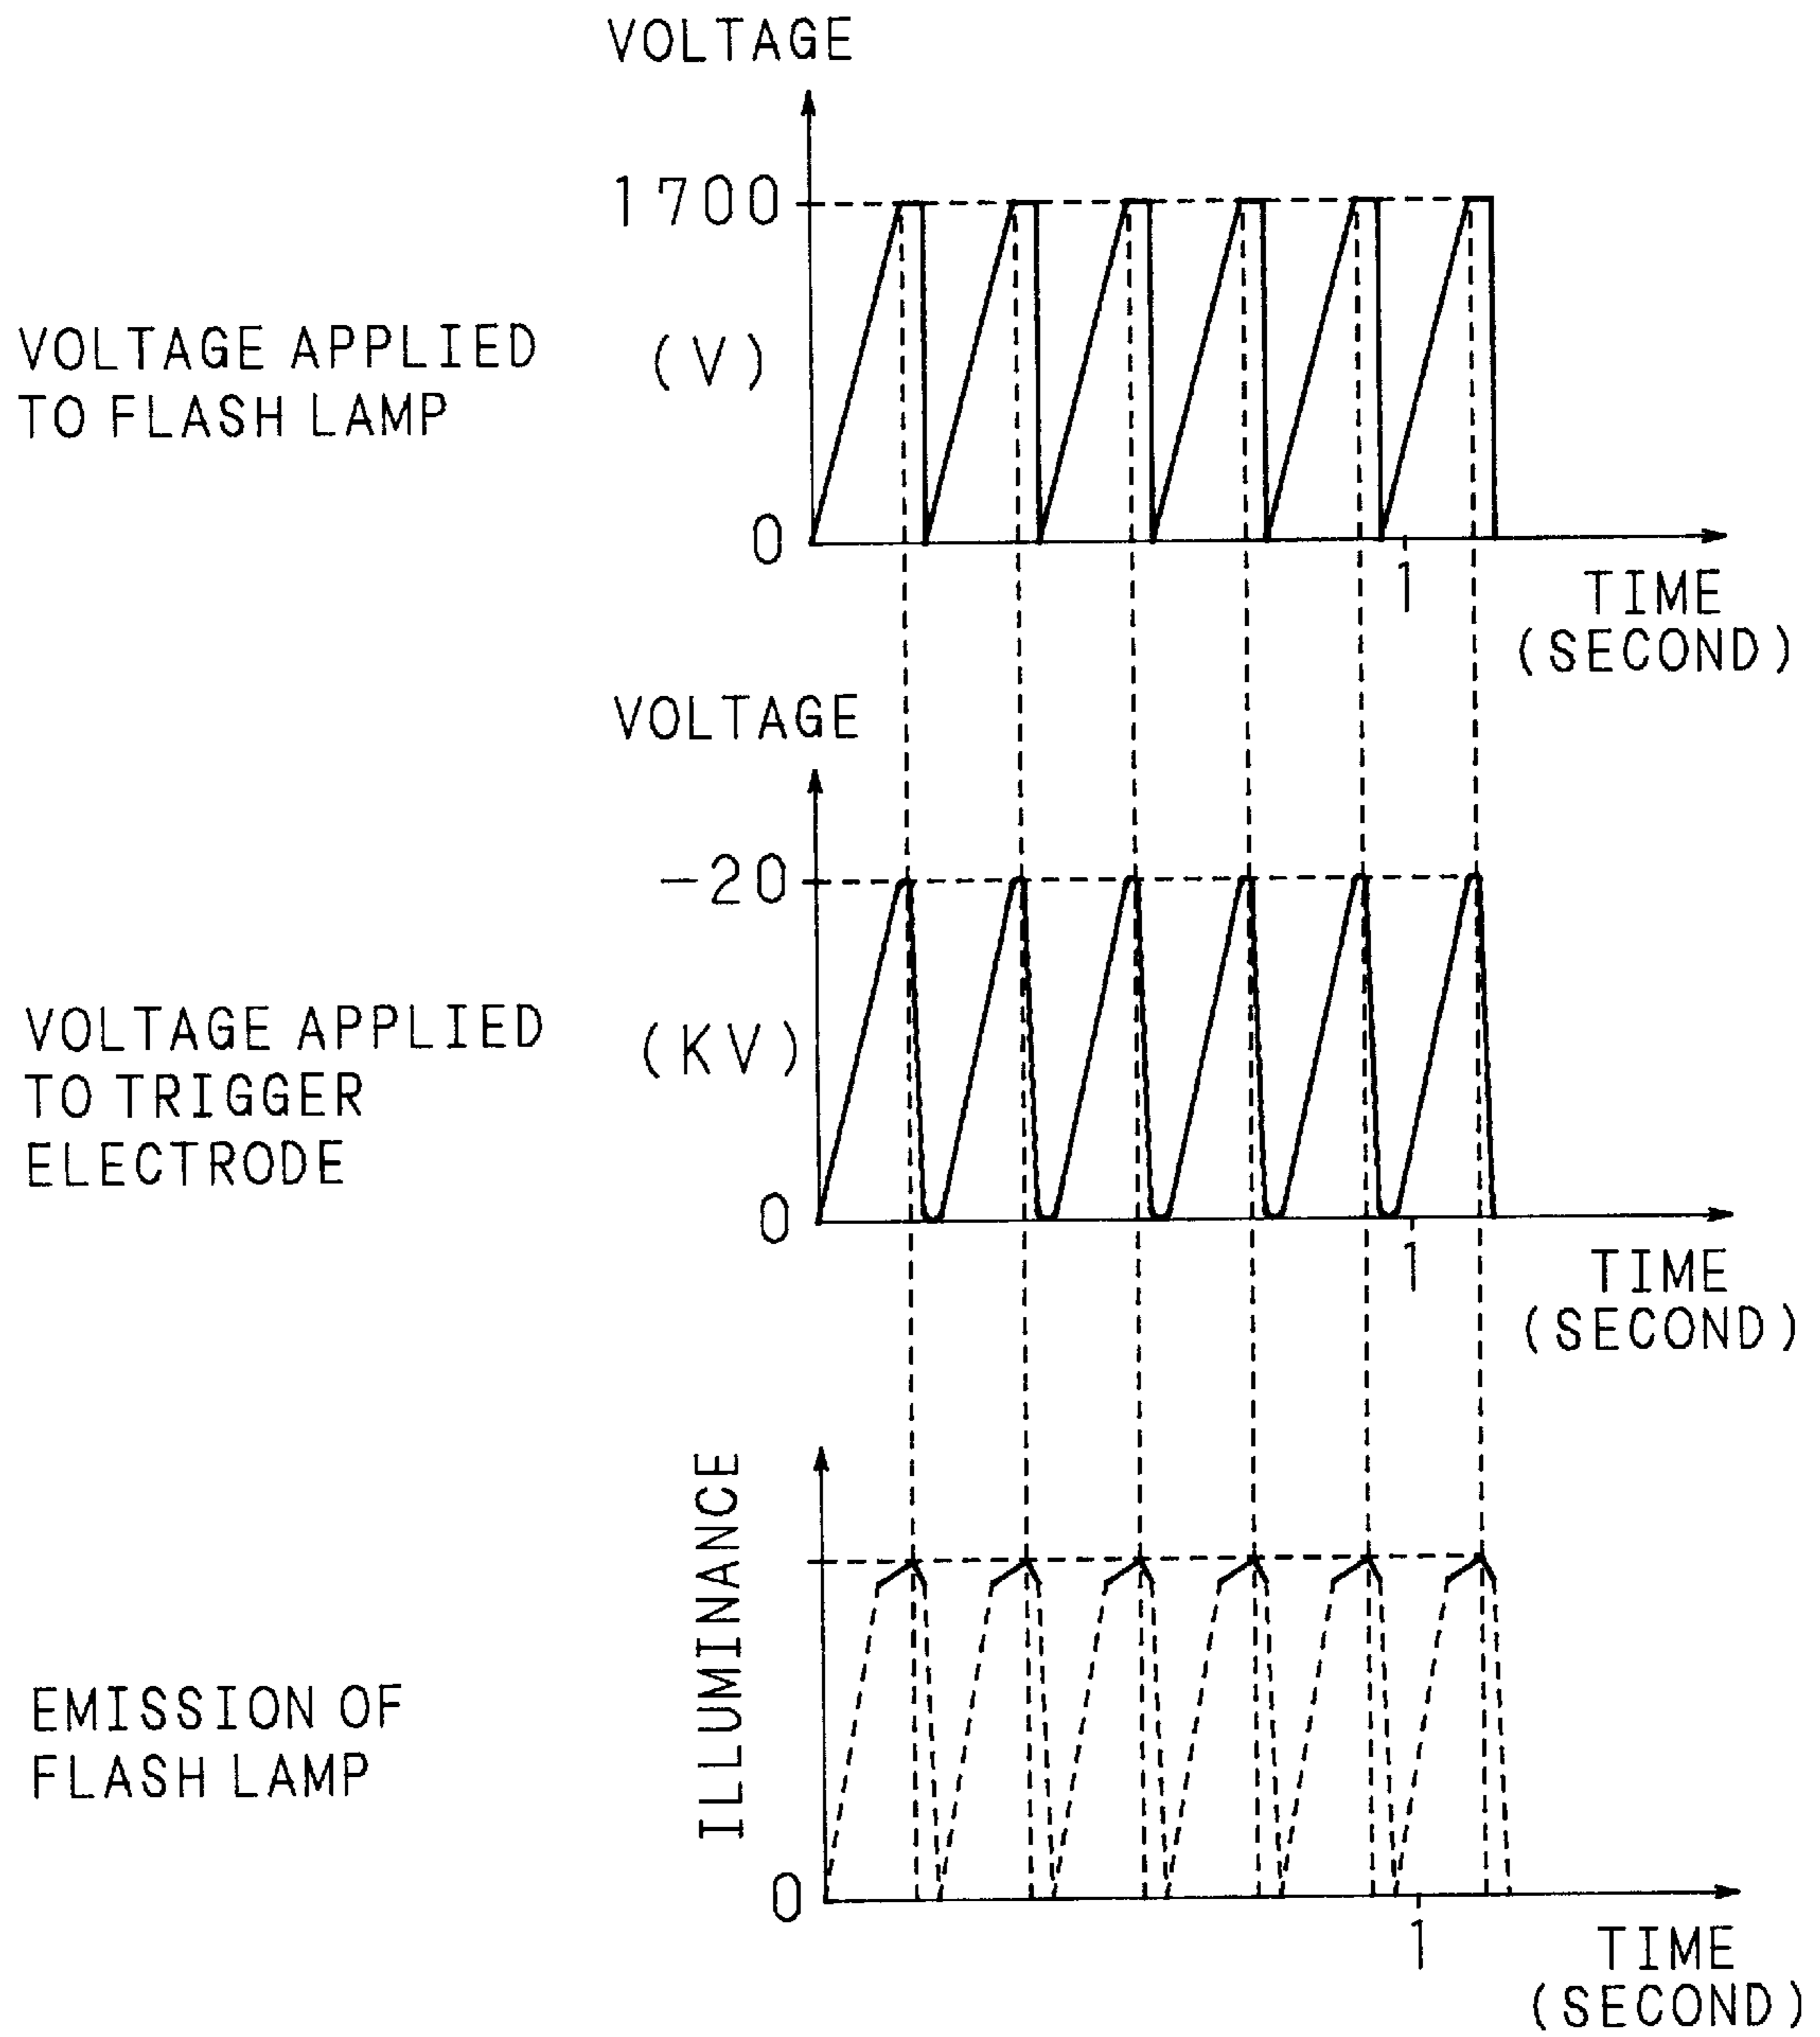 VOLTAGE
1700
VOLTAGE APPLIED
TO FLASH LAMP
(V)
0
1
TIME
(SECOND)
VOLTAGE
-20
VOLTAGE APPLIED
TO TRIGGER
ELECTRODE
(KV)
0
1
TIME
(SECOND)
ILLUMINANCE
EMISSION OF
FLASH LAMP
0
1
TIME
(SECOND)